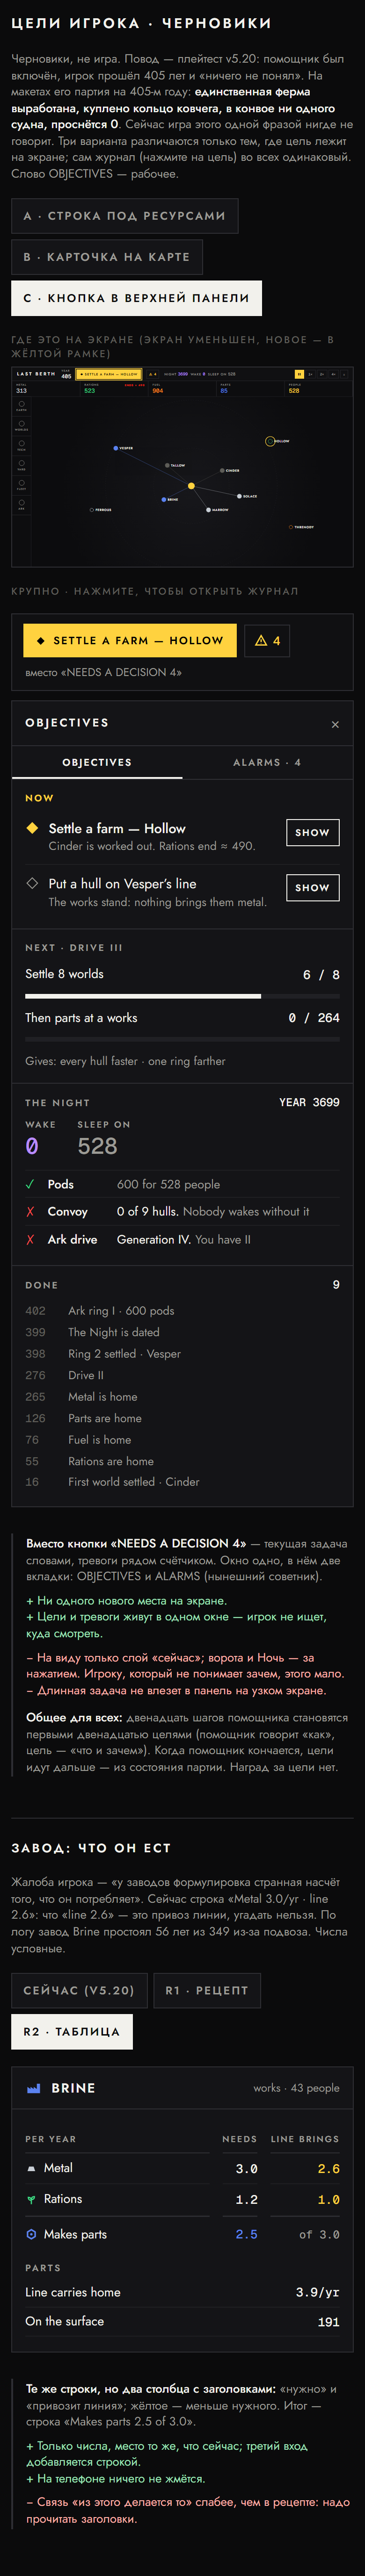 ЦЕЛИ ИГРОКА · ЧЕРНОВИКИ
Черновики, не игра. Повод — плейтест v5.20: помощник был
включён, игрок прошёл 405 лет и «ничего не понял». На
макетах его партия на 405-м году: единственная ферма
выработана, куплено кольцо ковчега, в конвое ни одного
судна, проснётся 0. Сейчас игра этого одной фразой нигде не
говорит. Три варианта различаются только тем, где цель лежит
на экране; сам журнал (нажмите на цель) во всех одинаковый.
Слово OBJECTIVES — рабочее.
A · СТРОКА ПОД РЕСУРСАМИ
B · КАРТОЧКА НА КАРТЕ
C · КНОПКА В ВЕРХНЕЙ ПАНЕЛИ
ГДЕ ЭТО НА ЭКРАНЕ (ЭКРАН УМЕНЬШЕН, НОВОЕ — В
ЖЁЛТОЙ РАМКЕ)
LAST BERTH 405 ◆ SETTLE A FARM — HOLLOW ⚠ 4 NIGHT 3699 WAKE 0 SLEEP ON 528
METAL
313
523
FUEL
904
PARTS
85
PEOPLE
528
VESPER
HOLLOW
TALLOW
CINDER
BRINE
SOLACE
FERROUS
MARROW
THRENODY
КРУПНО · НАЖМИТЕ, ЧТОБЫ ОТКРЫТЬ ЖУРНАЛ
◆ SETTLE A FARM — HOLLOW ⚠ 4
вместо «NEEDS A DECISION 4»
OBJECTIVES ×
OBJECTIVES ALARMS · 4
NOW
Settle a farm — Hollow
Cinder is worked out. Rations end ≈ 490.
SHOW
Put a hull on Vesper's line
The works stand: nothing brings them metal.
SHOW
NEXT · DRIVE III
Settle 8 worlds 6 / 8
Then parts at a works 0 / 264
Gives: every hull faster · one ring farther
THE NIGHT YEAR 3699
WAKE SLEEP ON
0 528
✓ Pods 600 for 528 people
✗ Convoy 0 of 9 hulls. Nobody wakes without it
✗ Ark drive Generation IV. You have II
DONE 9
402 Ark ring I · 600 pods
399 The Night is dated
398 Ring 2 settled · Vesper
276 Drive II
265 Metal is home
126 Parts are home
76 Fuel is home
55 Rations are home
16 First world settled · Cinder
Вместо кнопки «NEEDS A DECISION 4» — текущая задача
словами, тревоги рядом счётчиком. Окно одно, в нём две
вкладки: OBJECTIVES и ALARMS (нынешний советник).
+ Ни одного нового места на экране.
+ Цели и тревоги живут в одном окне — игрок не ищет,
куда смотреть.
− На виду только слой «сейчас»; ворота и Ночь — за
нажатием. Игроку, который не понимает зачем, этого мало.
− Длинная задача не влезет в панель на узком экране.
Общее для всех: двенадцать шагов помощника становятся
первыми двенадцатью целями (помощник говорит «как»,
цель — «что и зачем»). Когда помощник кончается, цели
идут дальше — из состояния партии. Наград за цели нет.
ЗАВОД: ЧТО ОН ЕСТ
Жалоба игрока — «у заводов формулировка странная насчёт
того, что он потребляет». Сейчас строка «Metal 3.0/yr · line
2.6»: что «line 2.6» — это привоз линии, угадать нельзя. По
логу завод Brine простоял 56 лет из 349 из-за подвоза. Числа
условные.
СЕЙЧАС (V5.20)
R1 · РЕЦЕПТ
R2 · ТАБЛИЦА
BRINE works · 43 people
PER YEAR NEEDS LINE BRINGS
Metal 3.0 2.6
Rations 1.2 1.0
Makes parts 2.5 of 3.0
PARTS
Line carries home 3.9/yr
On the surface 191
Те же строки, но два столбца с заголовками: «нужно» и
«привозит линия»; жёлтое — меньше нужного. Итог —
строка «Makes parts 2.5 of 3.0».
+ Только числа, место то же, что сейчас; третий вход
добавляется строкой.
+ На телефоне ничего не жмётся.
− Связь «из этого делается то» слабее, чем в рецепте: надо
прочитать заголовки.